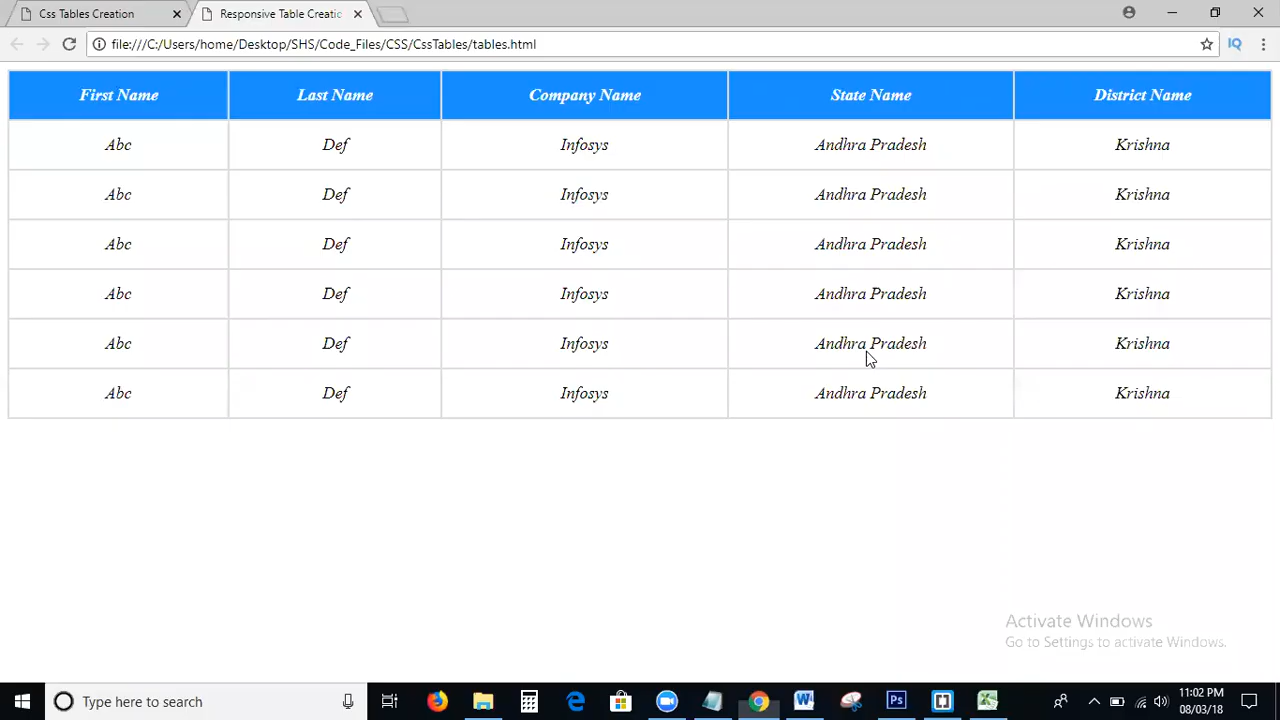 Css Tables Creation
Responsive Table Creatic
file:///C:/Users/home/Desktop/SHS/Code_Files/CSS/CssTables/tables.html
IQ
First Name Last Name Company Name State Name District Name
Abc Def Infosys Andhra Pradesh Krishna
Abc Def Infosys Andhra Pradesh Krishna
Abc Def Infosys Andhra Pradesh Krishna
Abc Def Infosys Andhra Pradesh Krishna
Abc Def Infosys Andhra Pradesh Krishna
Abc Def Infosys Andhra Pradesh Krishna
Activate Windows
Go to Settings to activate Windows.
Type here to search
Ps
11:02 PM
08/03/18